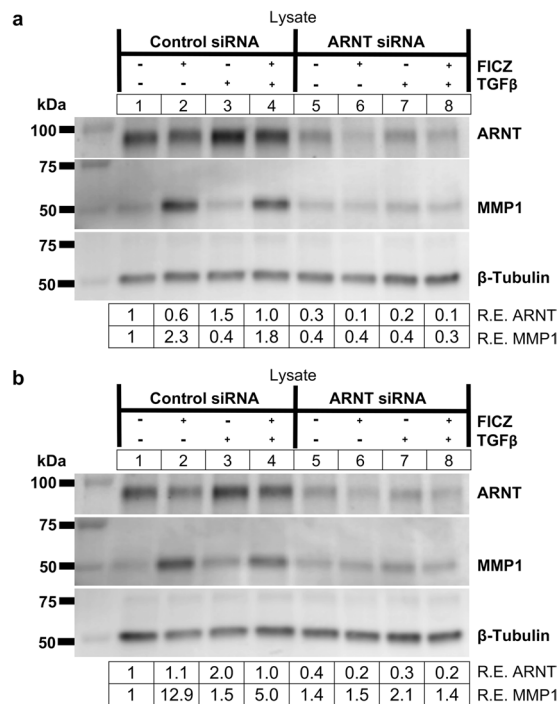 a
Lysate
Control siRNA ARNT siRNA
- + - + - + - + FICZ
- - + + - - + + TGFβ
kDa 1 2 3 4 5 6 7 8
100 ARNT
75
50 MMP1
75
50 β-Tubulin
1 0.6 1.5 1.0 0.3 0.1 0.2 0.1 R.E. ARNT
1 2.3 0.4 1.8 0.4 0.4 0.4 0.3 R.E. MMP1
b
Lysate
Control siRNA ARNT siRNA
- + - + - + - + FICZ
- - + + - - + + TGFβ
kDa 1 2 3 4 5 6 7 8
100 ARNT
75
50 MMP1
75
50 β-Tubulin
1 1.1 2.0 1.0 0.4 0.2 0.3 0.2 R.E. ARNT
1 12.9 1.5 5.0 1.4 1.5 2.1 1.4 R.E. MMP1